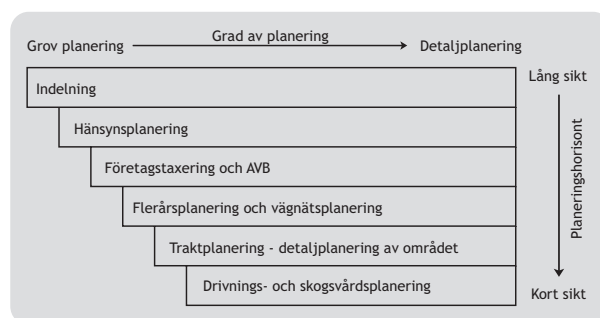 Grad av planering
Grov planering
Detaljplanering
Lång sikt
Indelning
Hänsynsplanering
Företagstaxering och AVB
Flerårsplanering och vägnätsplanering
Traktplanering - detaljplanering av området
Drivnings- och skogsvårdsplanering
Planeringshorisont
Kort sikt